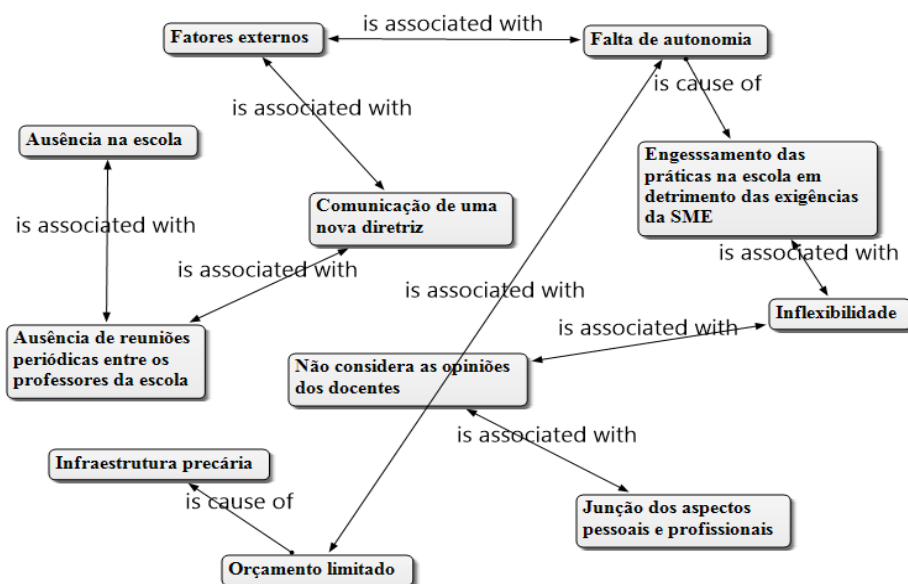 is associated with
Fatores externos
Falta de autonomia
is cause of
is associated with
Ausência na escola
Engesssamento das
práticas na escola em
detrimento das exigências
da SME
Comunicação de uma
nova diretriz
is associated with
is associated with
is associated with
is associated with
Inflexibilidade
is associated with
Ausência de reuniões
periódicas entre os
professores da escola
Não considera as opiniões
dos docentes
is associated with
Infraestrutura precária
is cause of
Junção dos aspectos
pessoais e profissionais
Orçamento limitado